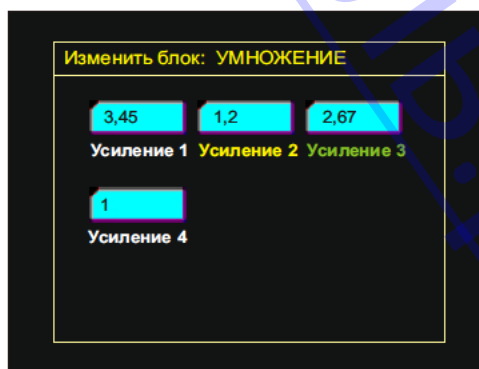 Изменить блок: УМНОЖЕНИЕ
3,45 1,2 2,67
Усиление 1 Усиление 2 Усиление 3
1
Усиление 4